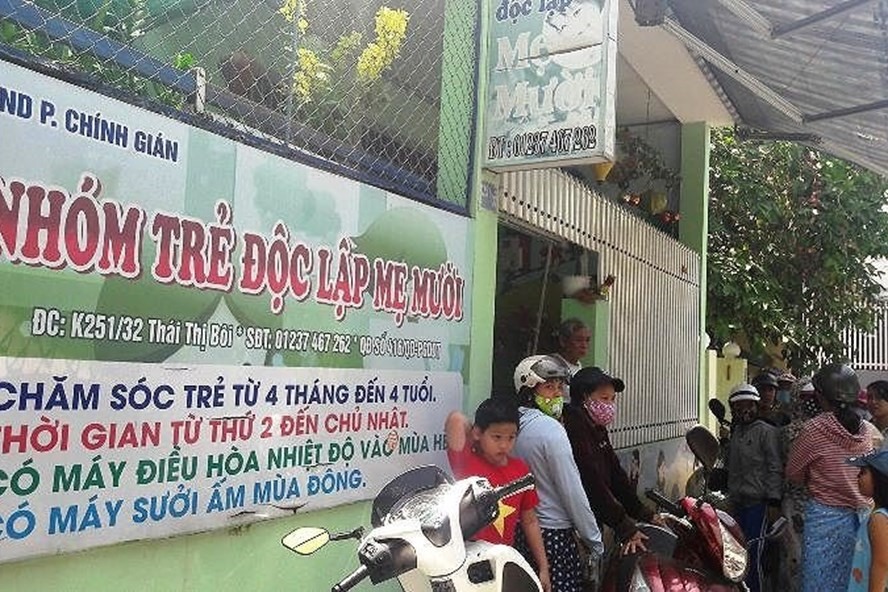 ND P. CHÍNH GIÁN
NHÓM TRẺ ĐỘC LẬP MẸ MƯỜI
ĐC: K251/32 Thái Thị Bôi * SĐT: 01237 467 262 * QĐ SỐ
CHĂM SÓC TRẺ TỪ 4 THÁNG ĐẾN 4 TUỔI.
THỜI GIAN TỪ THỨ 2 ĐẾN CHỦ NHẬT.
CÓ MÁY ĐIỀU HÒA NHIỆT ĐỘ VÀO MÙA HÈ
CÓ MÁY SƯỞI ẤM MÙA ĐÔNG.
độc lập
Mẹ
Mười
ĐT : 01237 467 262